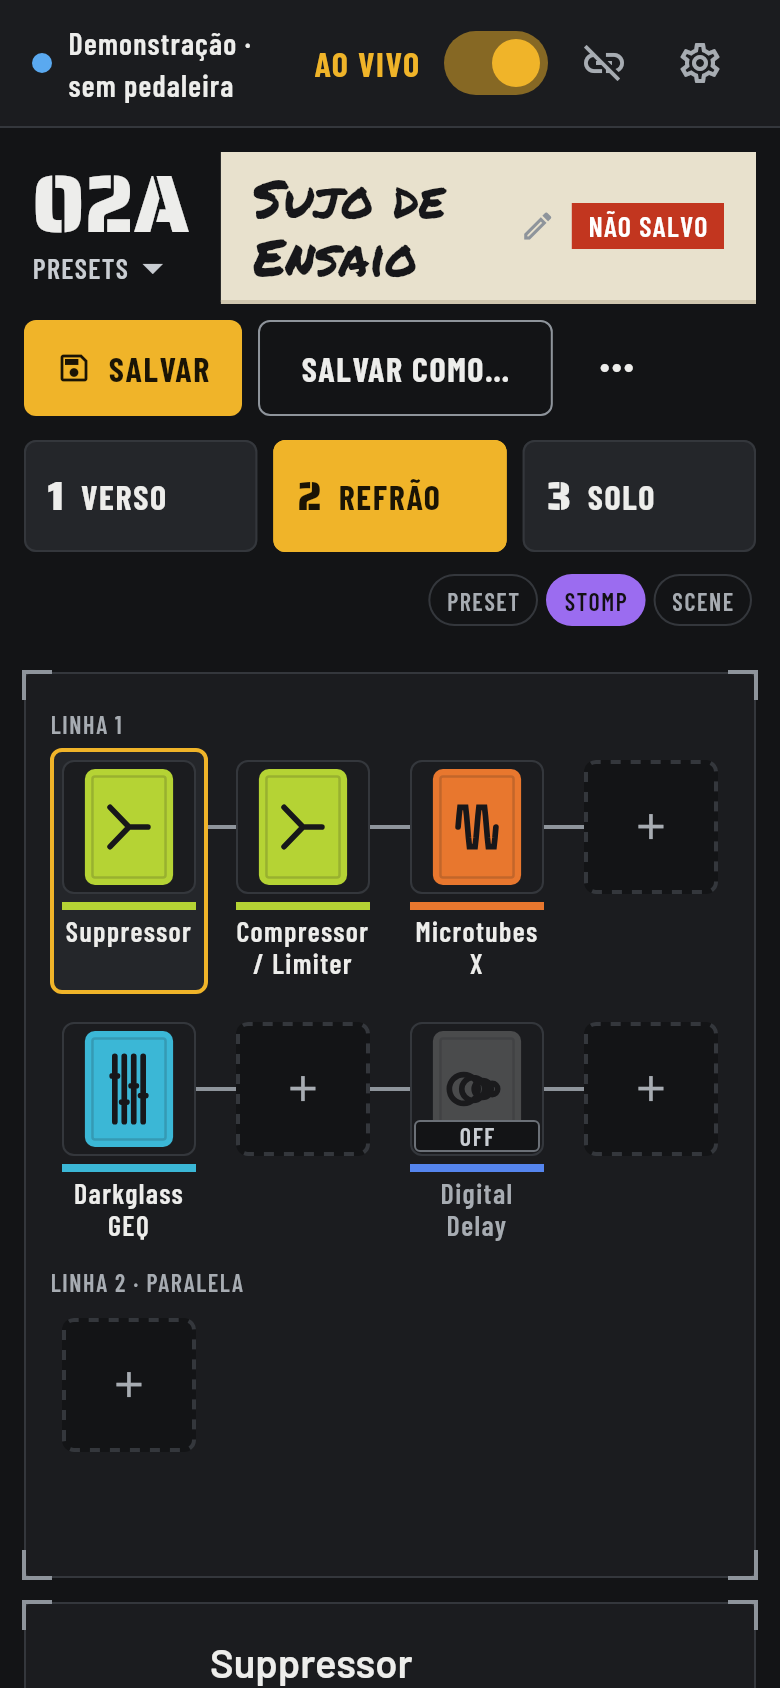 Demonstração ·
sem pedaleira
AO VIVO
02A
PRESETS
SUJO DE
ENSAIO
NÃO SALVO
SALVAR
SALVAR COMO...
1 VERSO
2 REFRÃO
3 SOLO
PRESET
STOMP
SCENE
LINHA 1
Suppressor
Compressor
/ Limiter
Microtubes
X
OFF
Darkglass
GEQ
Digital
Delay
LINHA 2 · PARALELA
Suppressor